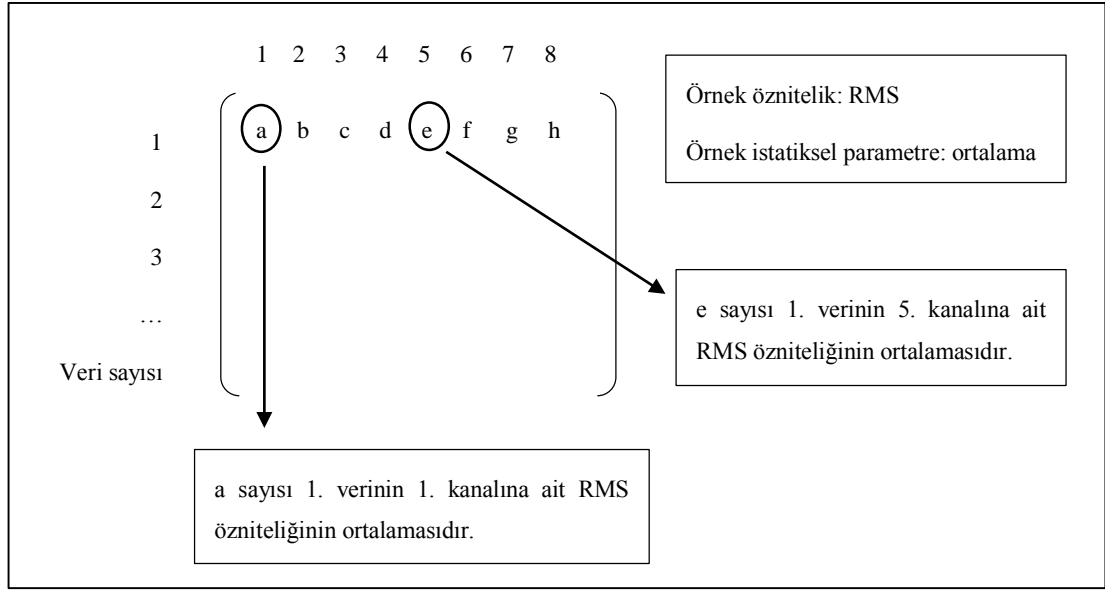 1 2 3 4 5 6 7 8
1 a b c d e f g h
2
3
…
Veri sayısı
Örnek öznitelik: RMS
Örnek istatiksel parametre: ortalama
e sayısı 1. verinin 5. kanalına ait
RMS özniteliğinin ortalamasıdır.
a sayısı 1. verinin 1. kanalına ait RMS
özniteliğinin ortalamasıdır.